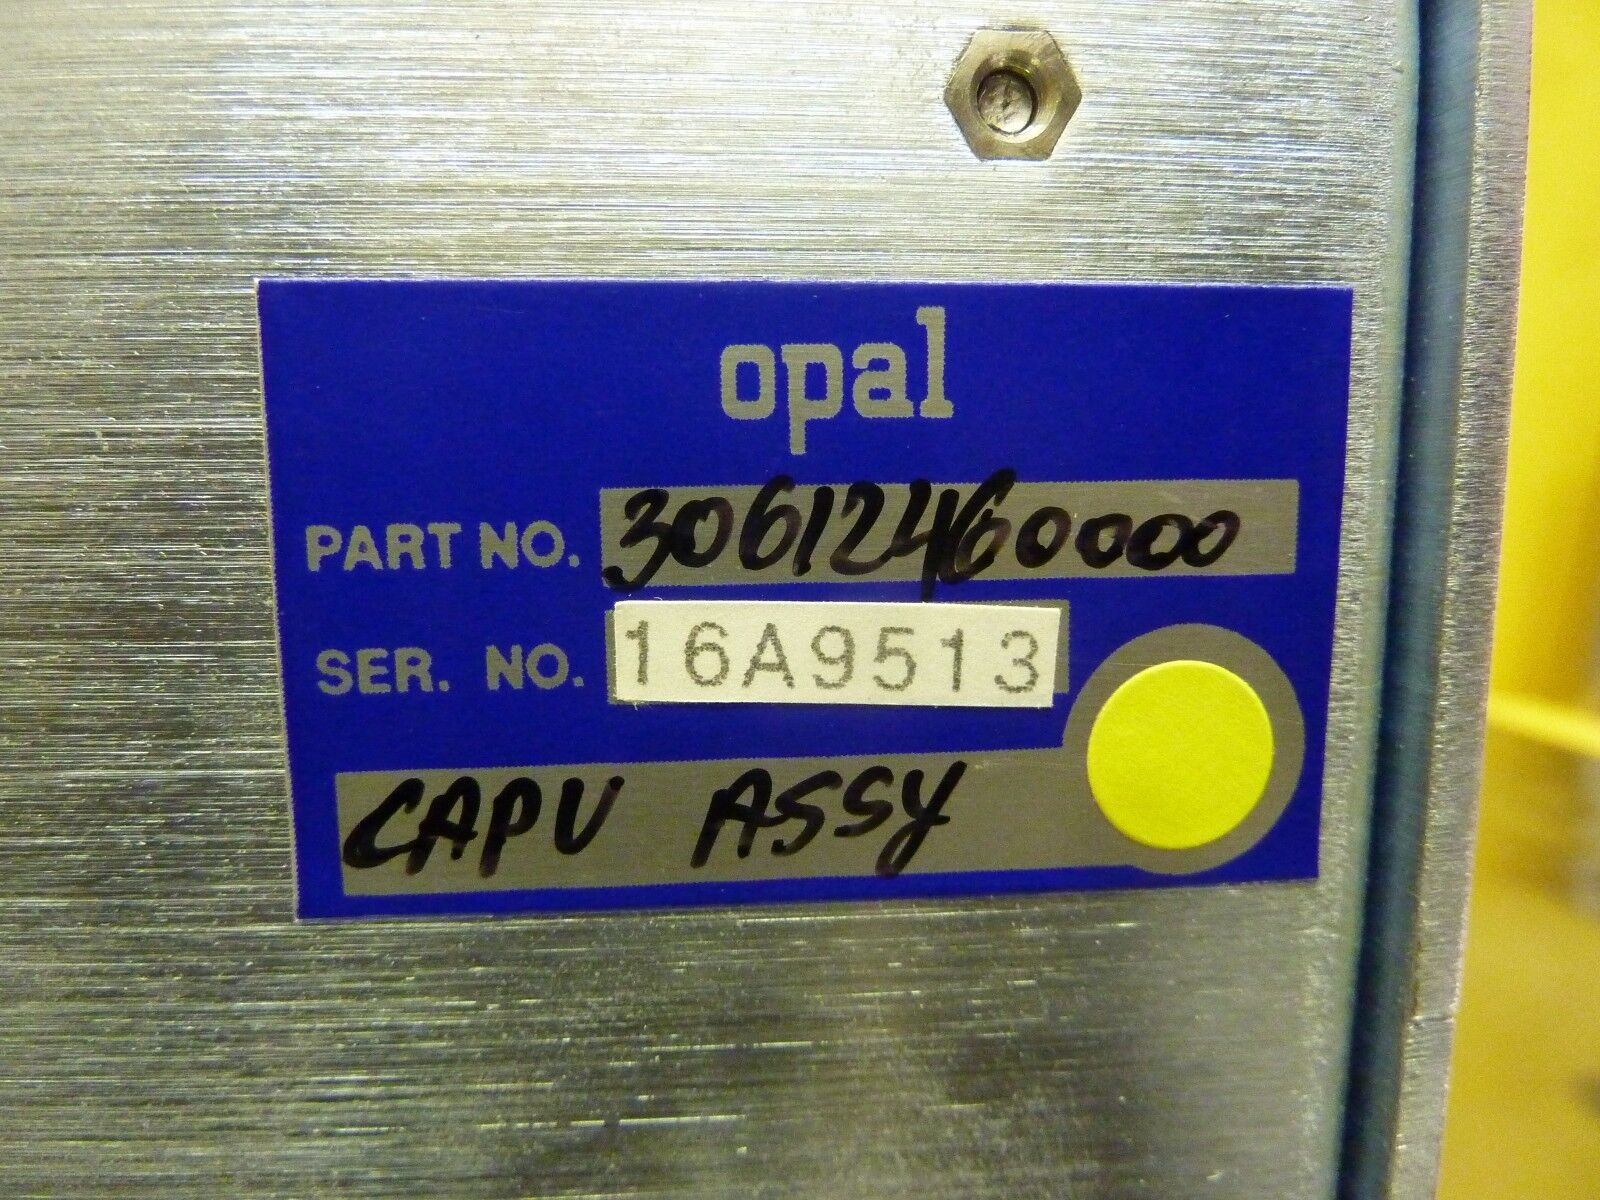 opal
PART NO. 30612460000
SER. NO. 16A9513
CAPU ASSY